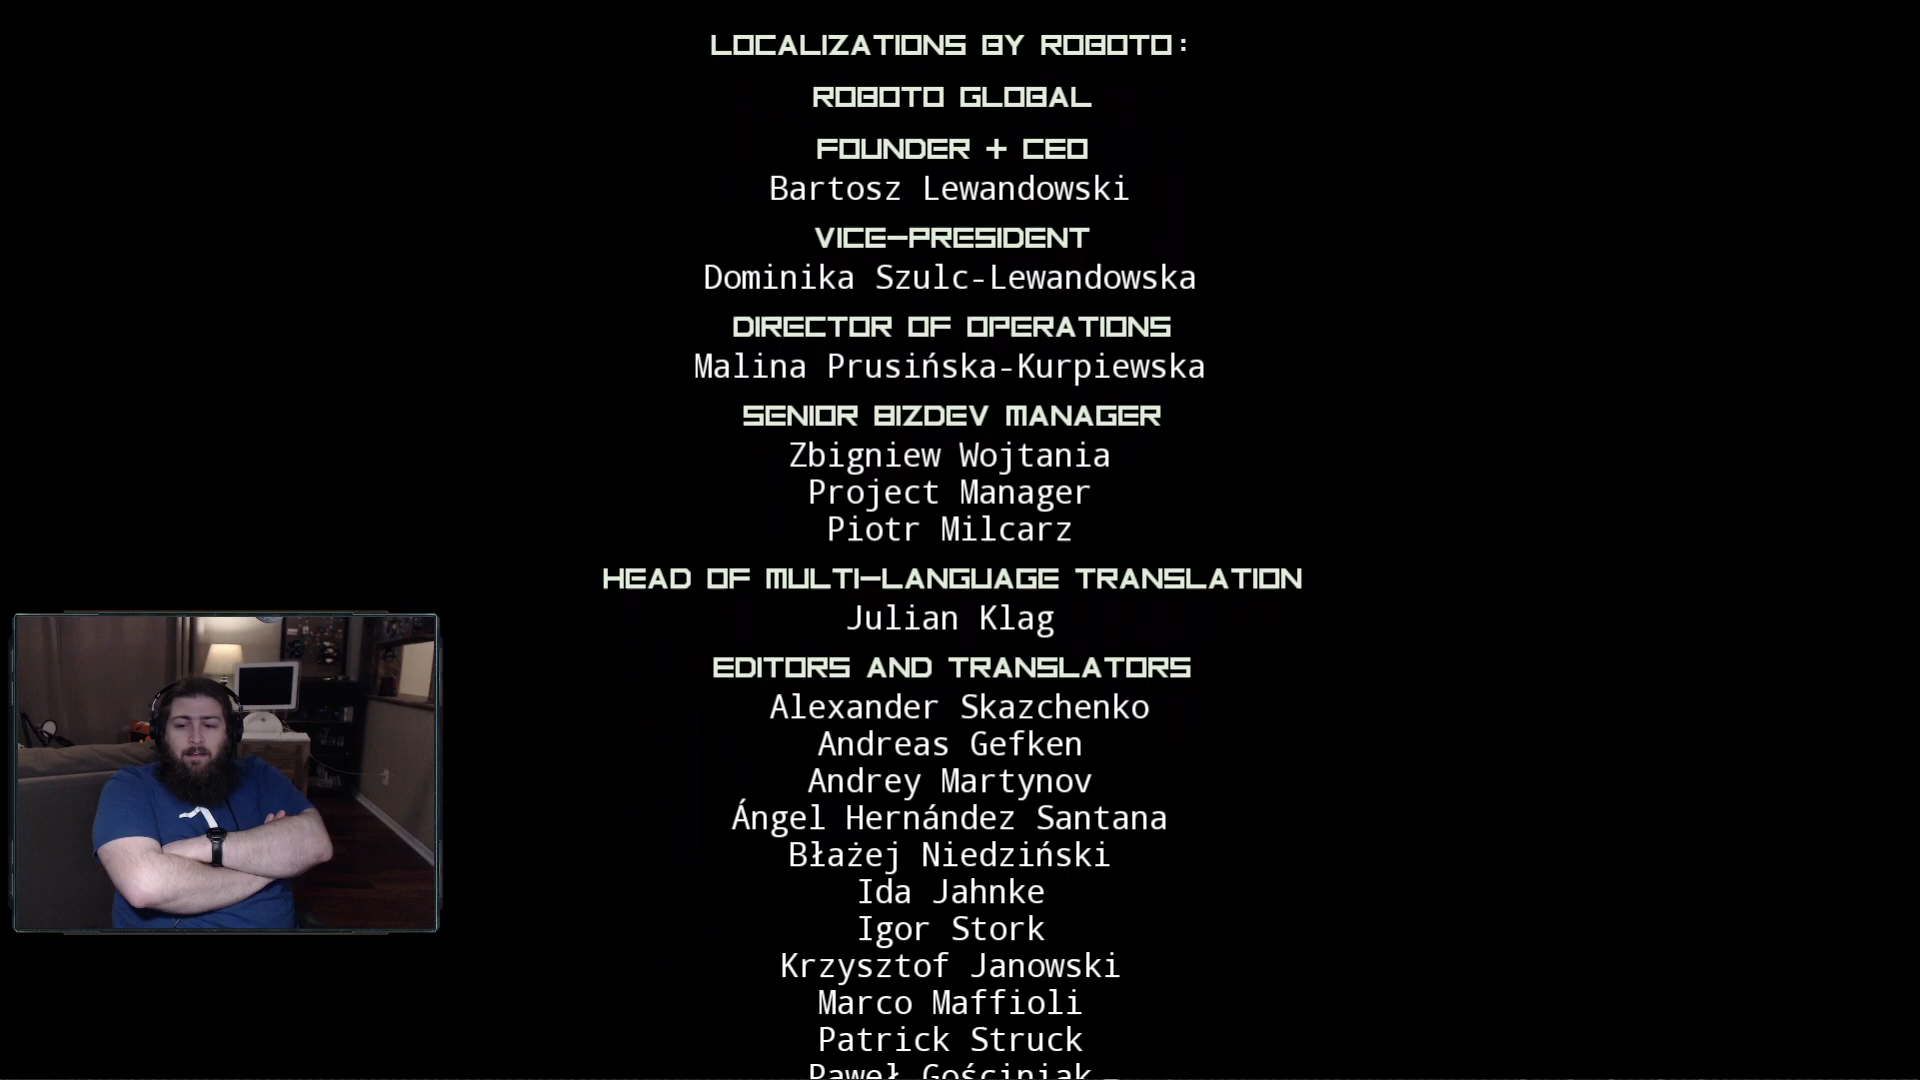 LOCALIZATIONS BY ROBOTO:
ROBOTO GLOBAL
FOUNDER + CEO
Bartosz Lewandowski
VICE-PRESIDENT
Dominika Szulc-Lewandowska
DIRECTOR OF OPERATIONS
Malina Prusińska-Kurpiewska
SENIOR BIZDEV MANAGER
Zbigniew Wojtania
Project Manager
Piotr Milcarz
HEAD OF MULTI-LANGUAGE TRANSLATION
Julian Klag
EDITORS AND TRANSLATORS
Alexander Skazchenko
Andreas Gefken
Andrey Martynov
Ángel Hernández Santana
Błażej Niedziński
Ida Jahnke
Igor Stork
Krzysztof Janowski
Marco Maffioli
Patrick Struck
Paweł Gościniak